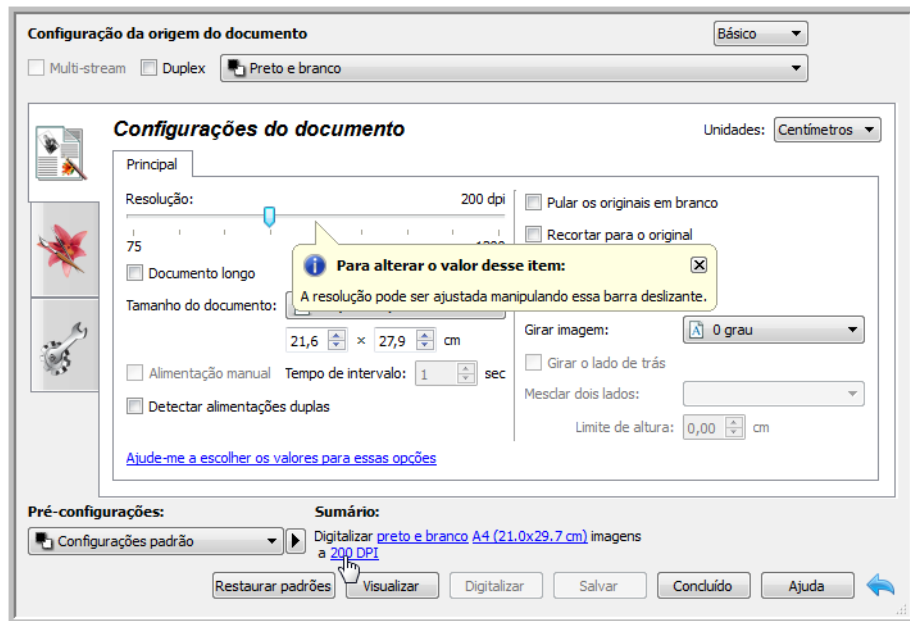 Configuração da origem do documento
Básico
Multi-stream Duplex Preto e branco
Configurações do documento
Unidades: Centímetros
Principal
Resolução: 200 dpi
75
Pular os originais em branco
Recortar para o original
Documento longo
Para alterar o valor desse item:
A resolução pode ser ajustada manipulando essa barra deslizante.
Tamanho do documento:
21,6 × 27,9 cm
Girar imagem: 0 grau
Girar o lado de trás
Alimentação manual Tempo de intervalo: 1 sec
Mesclar dois lados:
Detectar alimentações duplas
Limite de altura: 0,00 cm
Ajude-me a escolher os valores para essas opções
Pré-configurações:
Sumário:
Configurações padrão
Digitalizar preto e branco A4 (21.0x29.7 cm) imagens
a 200 DPI
Restaurar padrões Visualizar Digitalizar Salvar Concluído Ajuda